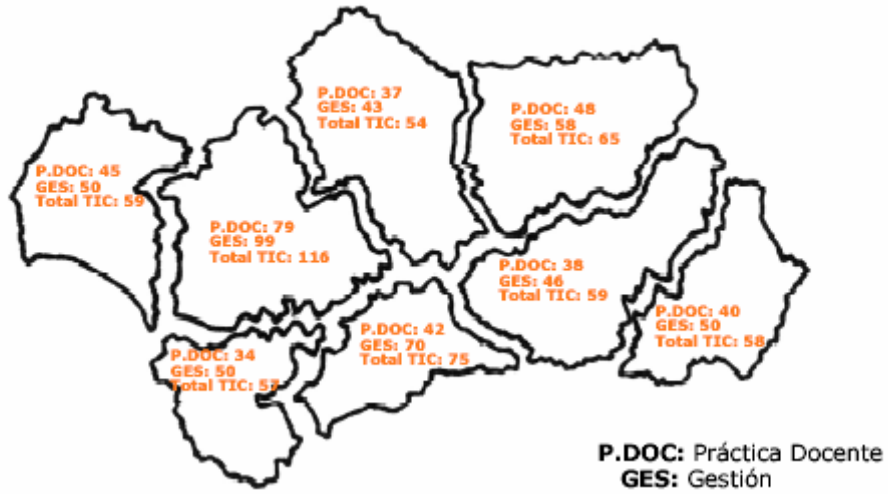 P.DOC: 37
GES: 43
Total TIC: 54
P.DOC: 48
GES: 58
Total TIC: 65
P.DOC: 45
GES: 50
Total TIC: 59
P.DOC: 79
GES: 99
Total TIC: 116
P.DOC: 38
GES: 46
Total TIC: 59
P.DOC: 40
GES: 50
Total TIC: 58
P.DOC: 42
GES: 70
Total TIC: 75
P.DOC: 34
GES: 50
Total TIC:
P.DOC: Práctica Docente
GES: Gestión